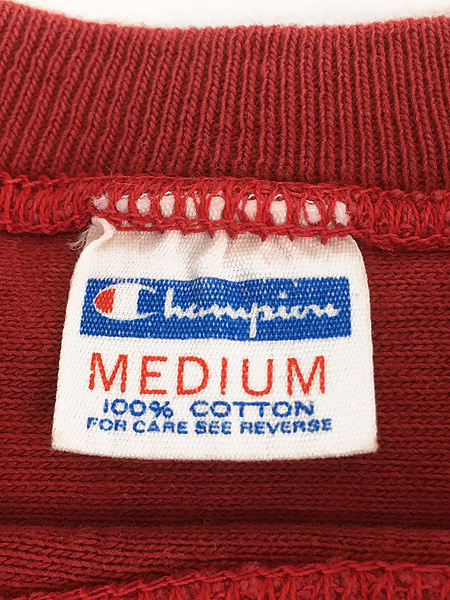 Champion
MEDIUM
100% COTTON
FOR CARE SEE REVERSE